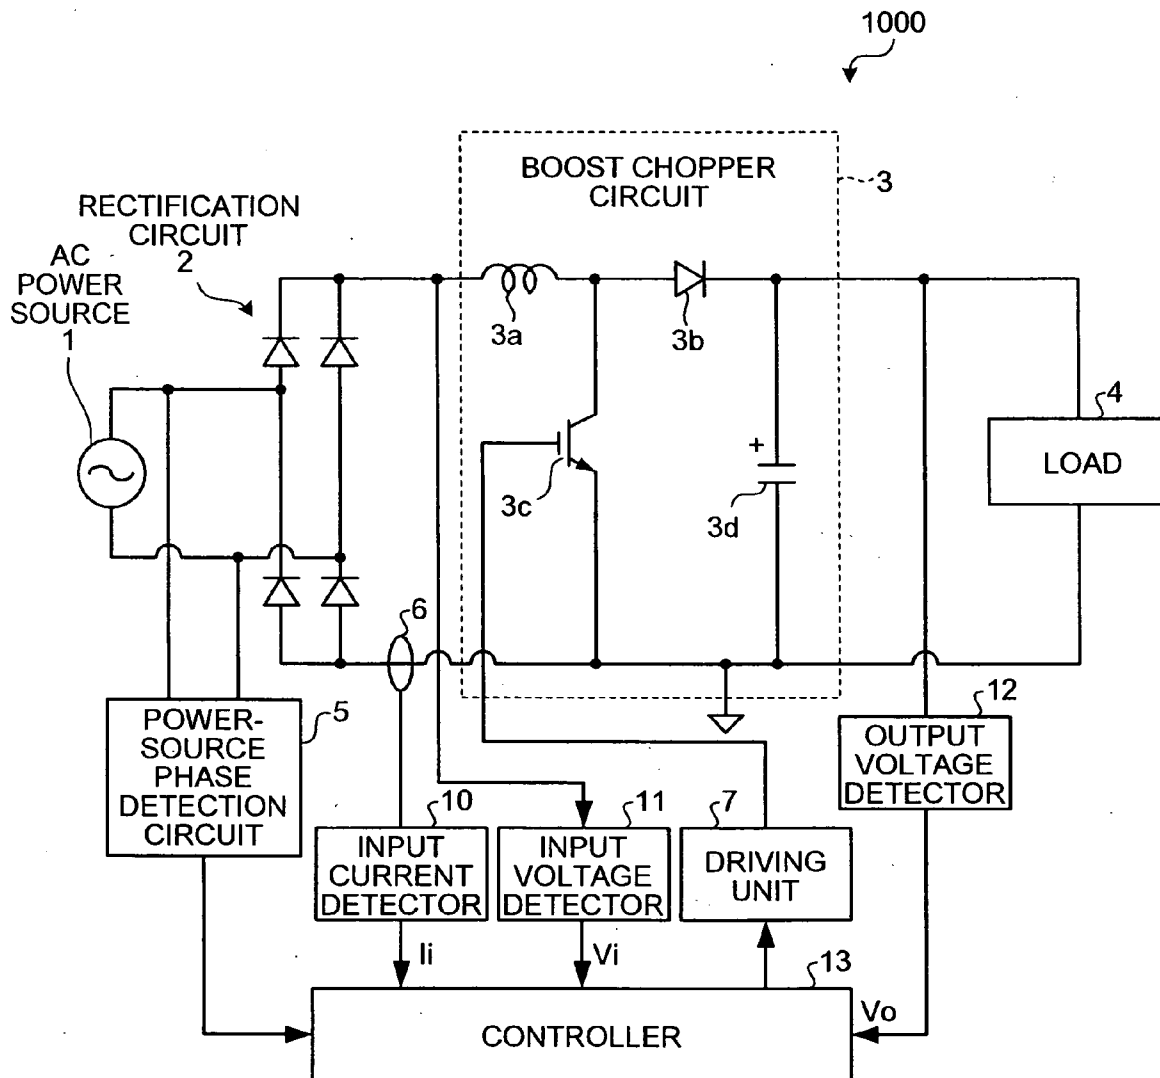 1000
BOOST CHOPPER
CIRCUIT
3
RECTIFICATION
CIRCUIT
2
AC
POWER
SOURCE
1
3a
3b
3c
+
3d
4
LOAD
6
5
POWER-
SOURCE
PHASE
DETECTION
CIRCUIT
12
OUTPUT
VOLTAGE
DETECTOR
10
INPUT
CURRENT
DETECTOR
11
INPUT
VOLTAGE
DETECTOR
7
DRIVING
UNIT
Ii
Vi
13
Vo
CONTROLLER